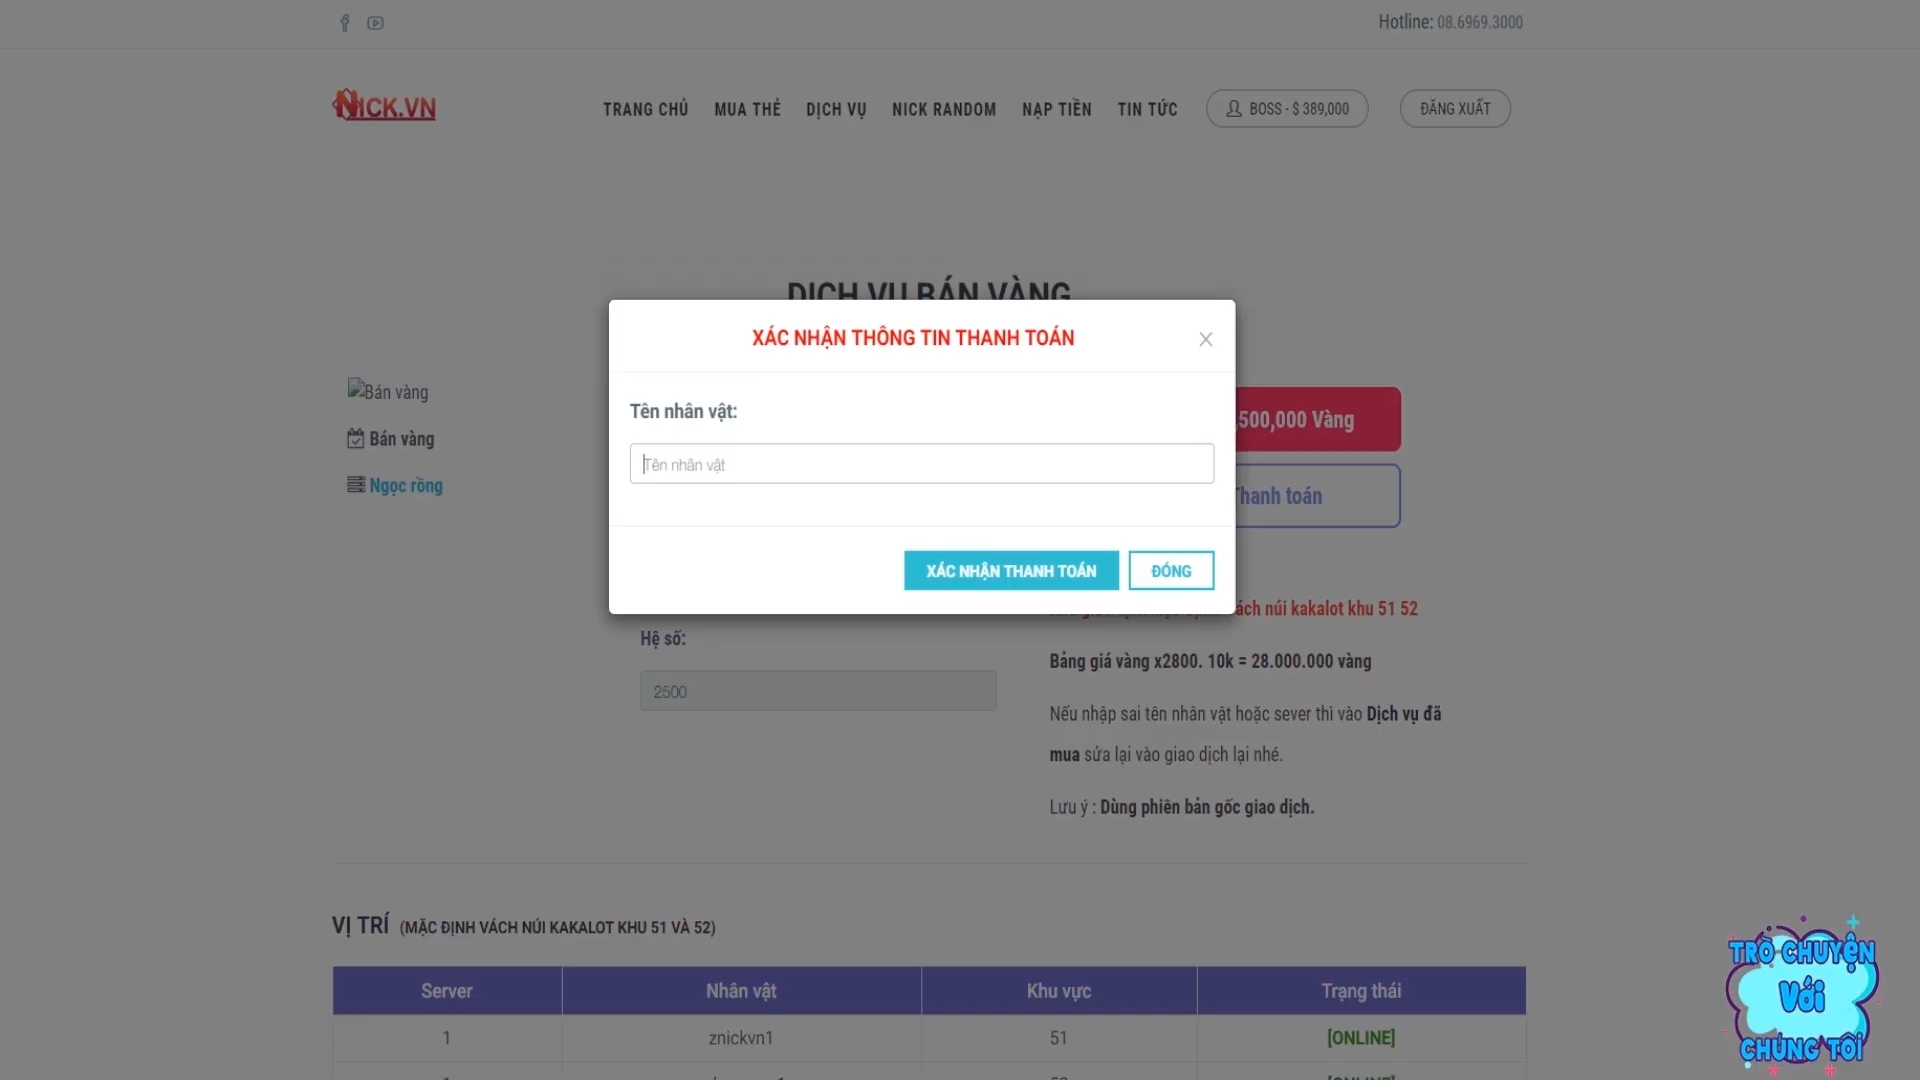 Hotline: 08.6969.3000
NICK.VN
TRANG CHỦ MUA THẺ DỊCH VỤ NICK RANDOM NẠP TIỀN TIN TỨC BOSS - $ 389,000 ĐĂNG XUẤT
DỊCH VỤ BÁN VÀNG
XÁC NHẬN THÔNG TIN THANH TOÁN
Bán vàng
Tên nhân vật:
,500,000 Vàng
Bán vàng
Tên nhân vật
Ngọc rồng
Thanh toán
XÁC NHẬN THANH TOÁN ĐÓNG
vách núi kakalot khu 51 52
Hệ số:
Bảng giá vàng x2800. 10k = 28.000.000 vàng
2500
Nếu nhập sai tên nhân vật hoặc sever thì vào Dịch vụ đã
mua sửa lại vào giao dịch lại nhé.
Lưu ý : Dùng phiên bản gốc giao dịch.
VỊ TRÍ (MẶC ĐỊNH VÁCH NÚI KAKALOT KHU 51 VÀ 52)
Server Nhân vật Khu vực Trạng thái
1 znickvn1 51 [ONLINE]
TRÒ CHUYỆN
Với
CHÚNG TÔI